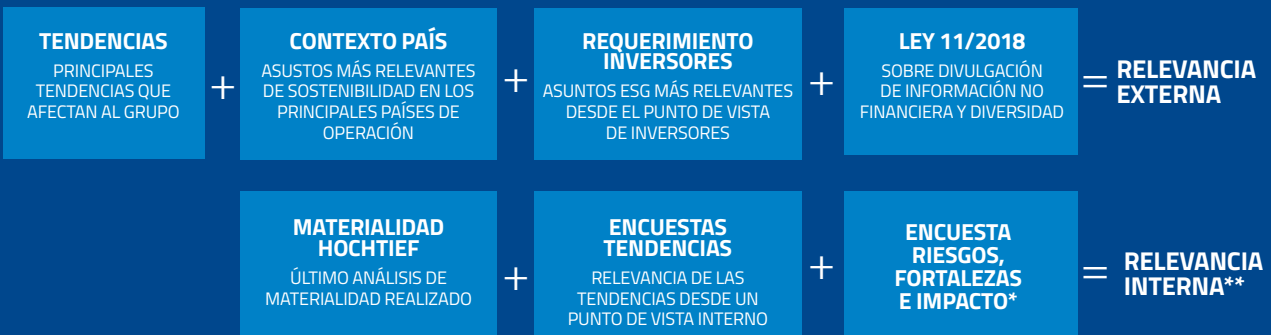 TENDENCIAS
PRINCIPALES
TENDENCIAS QUE
AFECTAN AL GRUPO
+
CONTEXTO PAÍS
ASUSTOS MÁS RELEVANTES
DE SOSTENIBILIDAD EN LOS
PRINCIPALES PAÍSES DE
OPERACIÓN
+
REQUERIMIENTO
INVERSORES
ASUNTOS ESG MÁS RELEVANTES
DESDE EL PUNTO DE VISTA
DE INVERSORES
+
LEY 11/2018
SOBRE DIVULGACIÓN
DE INFORMACIÓN NO
FINANCIERA Y DIVERSIDAD
=
RELEVANCIA
EXTERNA
MATERIALIDAD
HOCHTIEF
ÚLTIMO ANÁLISIS DE
MATERIALIDAD REALIZADO
+
ENCUESTAS
TENDENCIAS
RELEVANCIA DE LAS
TENDENCIAS DESDE UN
PUNTO DE VISTA INTERNO
+
ENCUESTA
RIESGOS,
FORTALEZAS
E IMPACTO*
=
RELEVANCIA
INTERNA**